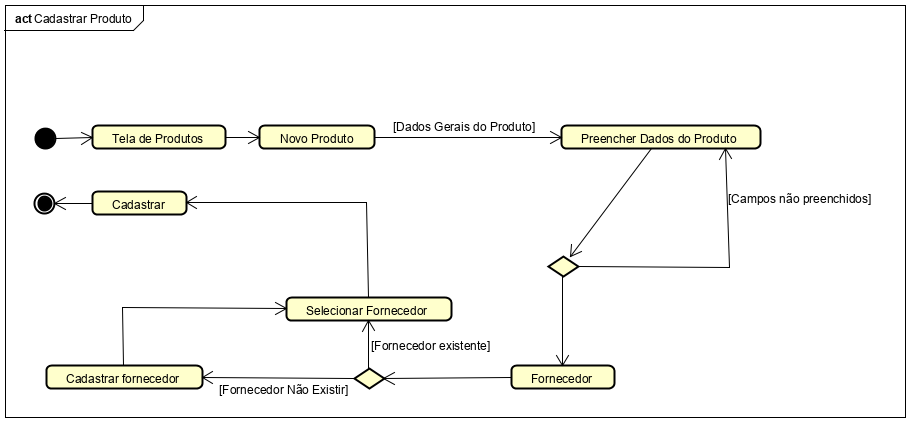 act Cadastrar Produto
[Dados Gerais do Produto]
Tela de Produtos
Novo Produto
Preencher Dados do Produto
Cadastrar
[Campos não preenchidos]
Selecionar Fornecedor
[Fornecedor existente]
Cadastrar fornecedor
[Fornecedor Não Existir]
Fornecedor